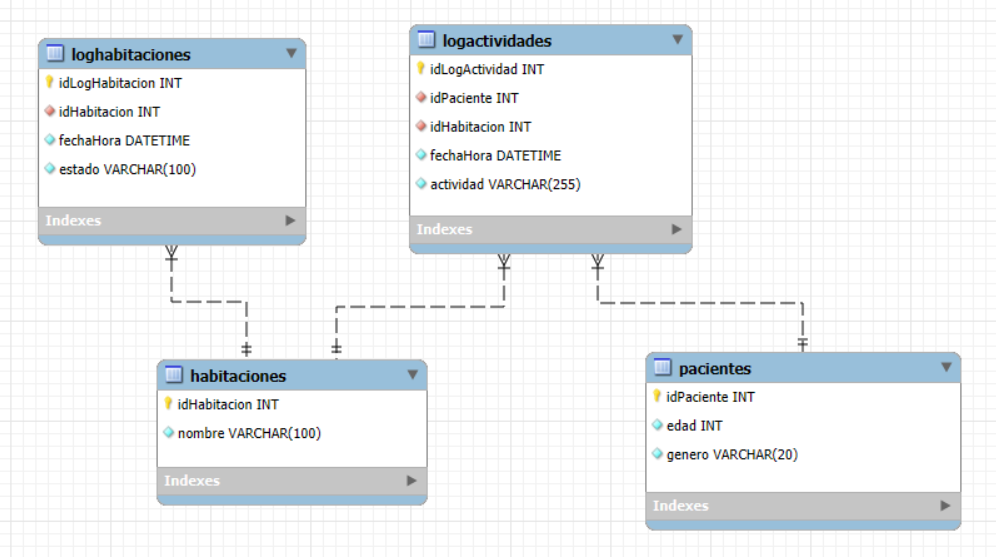 loghabitaciones
idLogHabitacion INT
idHabitacion INT
fechaHora DATETIME
estado VARCHAR(100)
Indexes
logactividades
idLogActividad INT
idPaciente INT
idHabitacion INT
fechaHora DATETIME
actividad VARCHAR(255)
Indexes
habitaciones
idHabitacion INT
nombre VARCHAR(100)
Indexes
pacientes
idPaciente INT
edad INT
genero VARCHAR(20)
Indexes